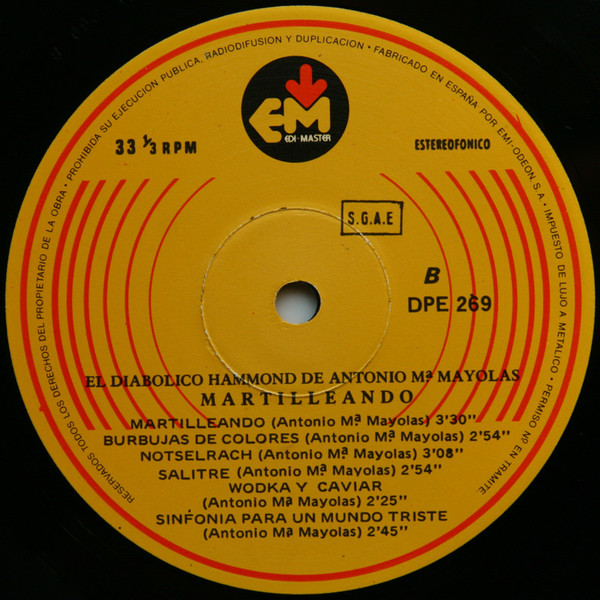 RESERVADOS TODOS LOS DERECHOS DEL PROPIETARIO DE LA OBRA · PROHIBIDA SU EJECUCION PUBLICA, RADIODIFUSION Y DUPLICACION · FABRICADO EN ESPAÑA POR EMI-ODEON S.A. · IMPUESTO DE LUJO A METALICO · PERMISO Nº EN TRAMITE
EM
EDI-MASTER
33 ⅓ RPM
ESTEREOFONICO
S.G.A.E
B
DPE 269
EL DIABOLICO HAMMOND DE ANTONIO Mª MAYOLAS
MARTILLEANDO
MARTILLEANDO (Antonio Mª Mayolas) 3'30"
BURBUJAS DE COLORES (Antonio Mª Mayolas) 2'54"
NOTSELRACH (Antonio Mª Mayolas) 3'08"
SALITRE (Antonio Mª Mayolas) 2'54"
WODKA Y CAVIAR
(Antonio Mª Mayolas) 2'25"
SINFONIA PARA UN MUNDO TRISTE
(Antonio Mª Mayolas) 2'45"